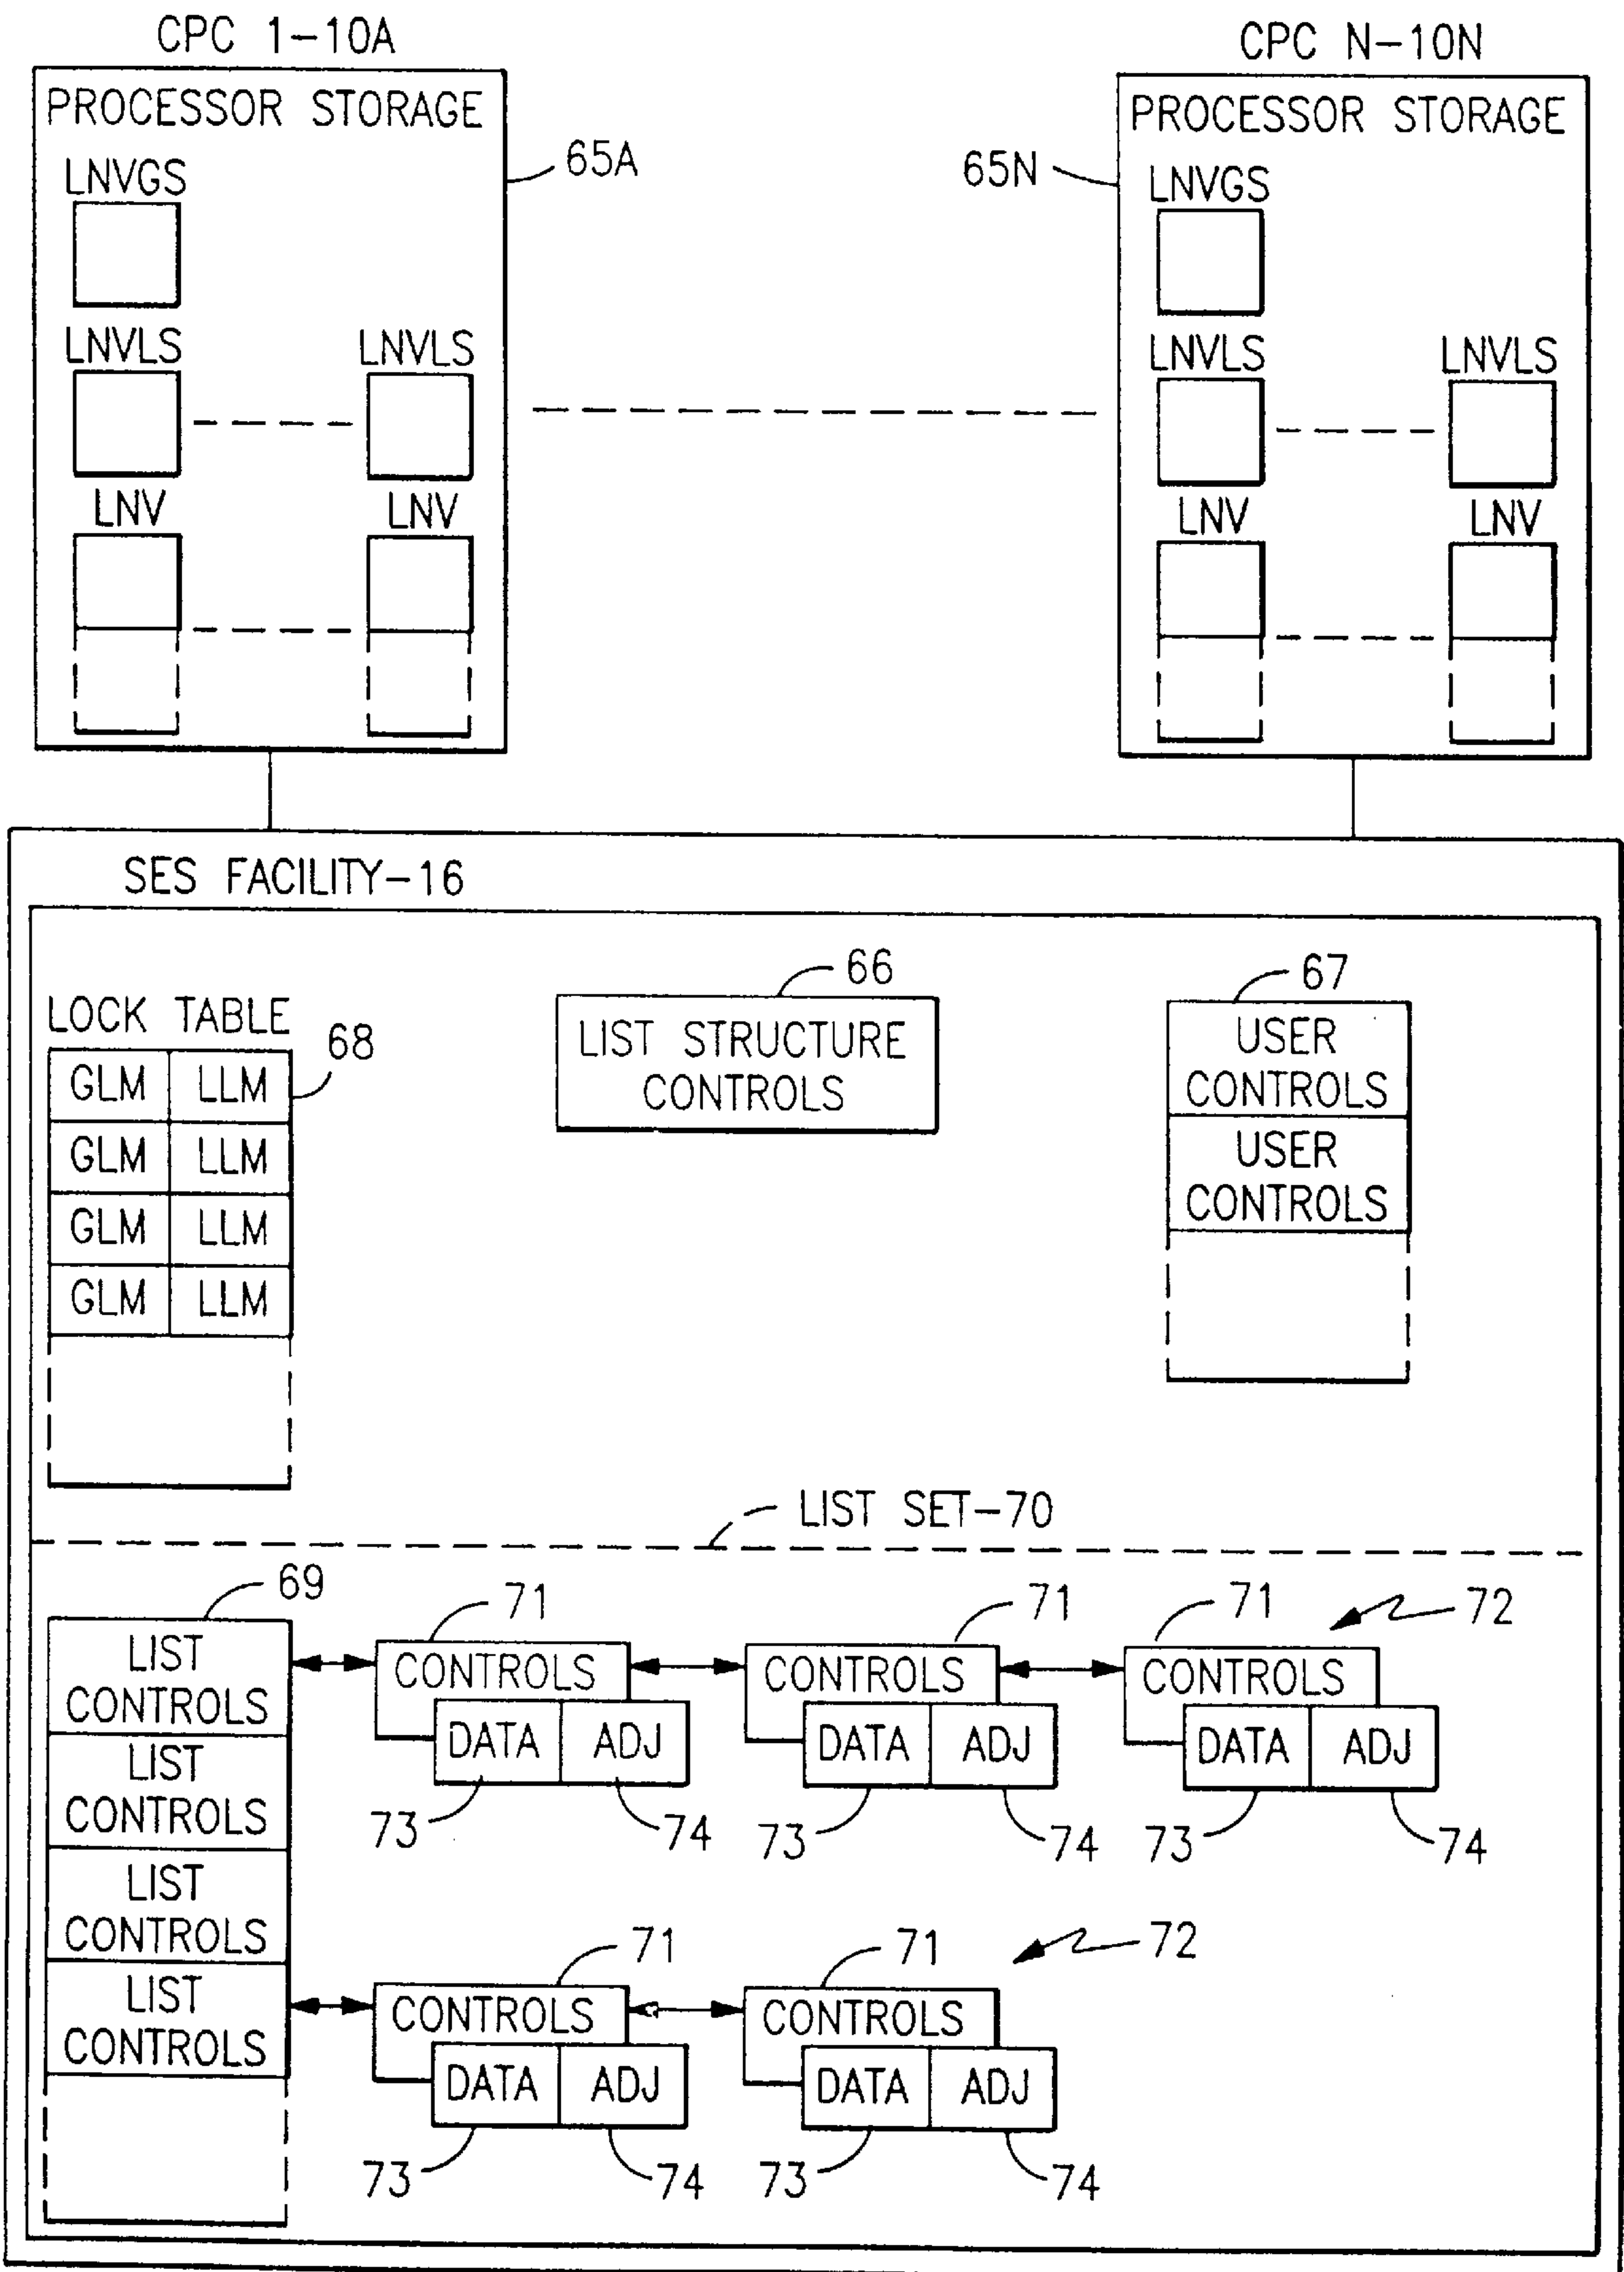 CPC 1-10A
CPC N-10N
PROCESSOR STORAGE
PROCESSOR STORAGE
65A
65N
LNVGS
LNVGS
LNVLS
LNVLS
LNVLS
LNVLS
LNV
LNV
LNV
LNV
SES FACILITY-16
66
67
LOCK TABLE
68
LIST STRUCTURE
CONTROLS
USER
CONTROLS
USER
CONTROLS
GLM LLM
GLM LLM
GLM LLM
GLM LLM
LIST SET-70
69
71
71
71
72
LIST
CONTROLS
LIST
CONTROLS
LIST
CONTROLS
LIST
CONTROLS
CONTROLS
CONTROLS
CONTROLS
DATA ADJ
DATA ADJ
DATA ADJ
73
74
73
74
73
74
71
71
72
CONTROLS
CONTROLS
DATA ADJ
DATA ADJ
73
74
73
74